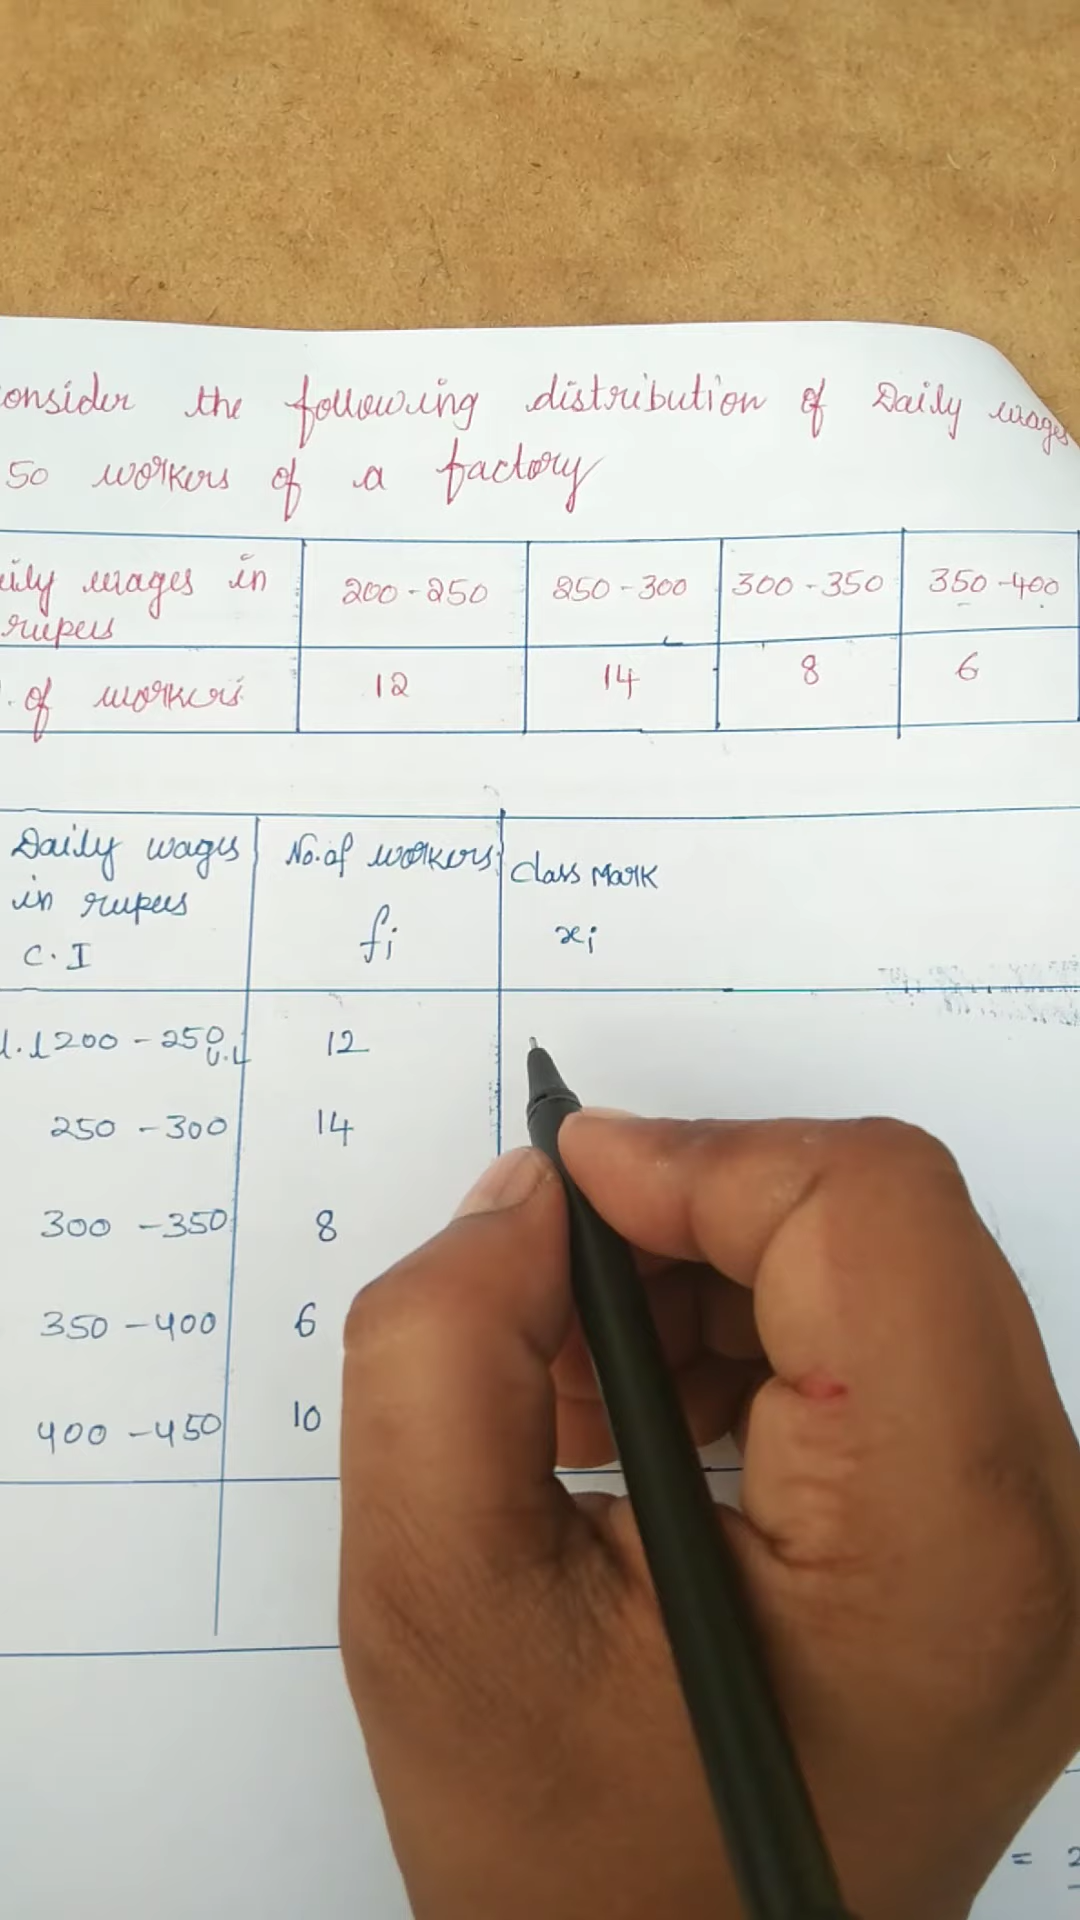 onsider the following distribution of Daily wages
50 workers of a factory
ily wages in rupees 200-250 250-300 300-350 350-400
. of workers 12 14 8 6
Daily wages in rupees C.I No. of workers fi Class Mark xi
l.l 200 - 250 U.L 12
250 - 300 14
300 - 350 8
350 - 400 6
400 - 450 10
= 2